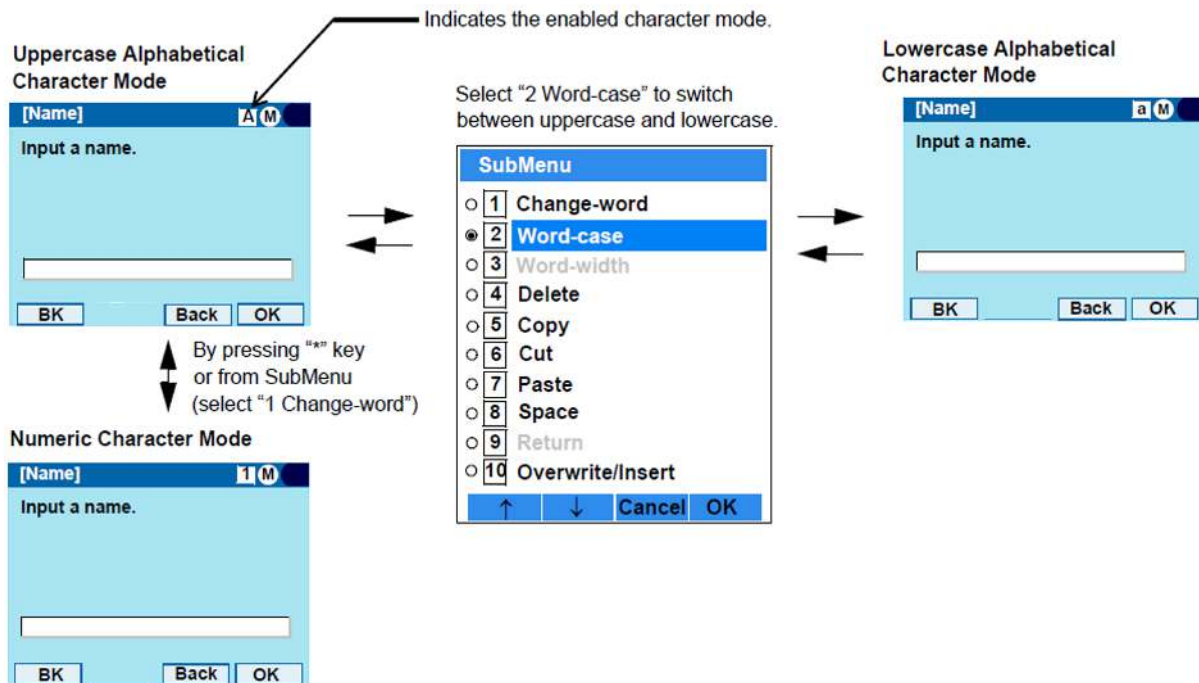 Indicates the enabled character mode.
Uppercase Alphabetical
Character Mode
[Name] A M
Input a name.
BK Back OK
By pressing “*” key
or from SubMenu
(select “1 Change-word”)
Numeric Character Mode
[Name] 1 M
Input a name.
BK Back OK
Select “2 Word-case” to switch
between uppercase and lowercase.
SubMenu
1 Change-word
2 Word-case
3 Word-width
4 Delete
5 Copy
6 Cut
7 Paste
8 Space
9 Return
10 Overwrite/Insert
↑ ↓ Cancel OK
Lowercase Alphabetical
Character Mode
[Name] a M
Input a name.
BK Back OK